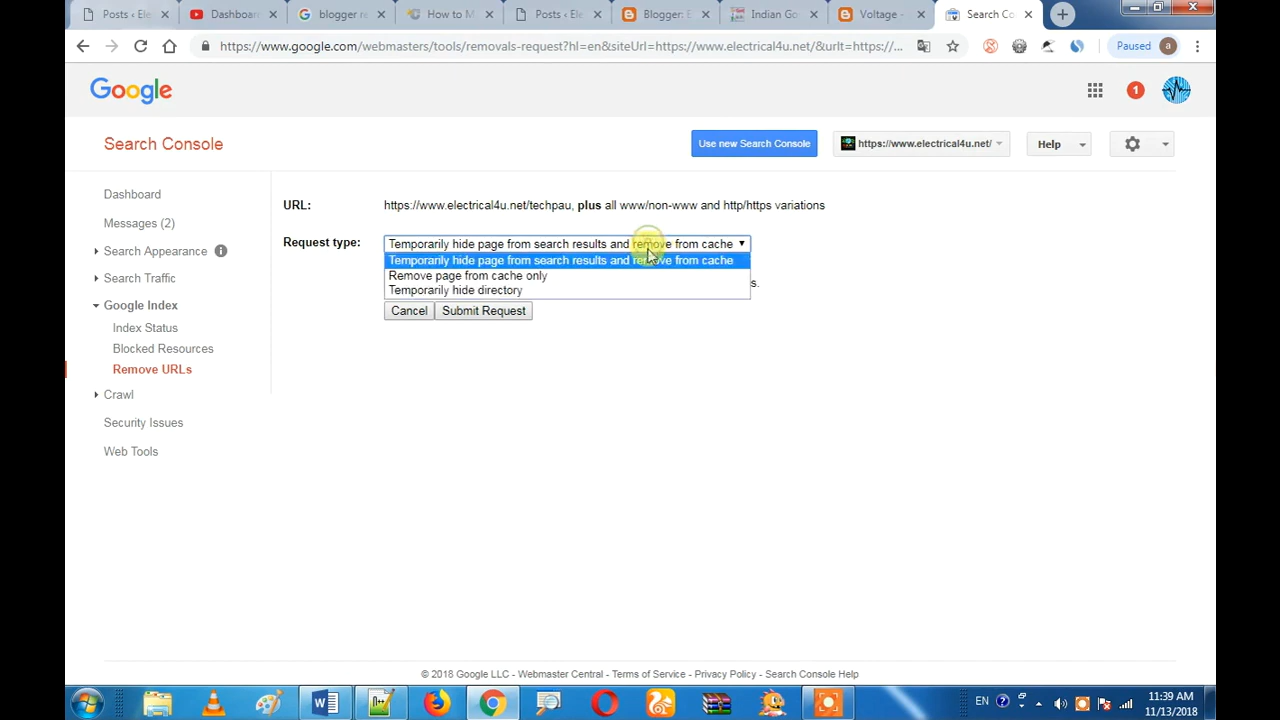 Posts ‹ Ele
Dashboar
blogger re
How to M
Posts ‹ Ele
Blogger: E
Indian Go
Voltage -
Search Co
https://www.google.com/webmasters/tools/removals-request?hl=en&siteUrl=https://www.electrical4u.net/&urlt=https://...
Paused
a
Google
1
Search Console
Use new Search Console
https://www.electrical4u.net/
Help
Dashboard
Messages (2)
Search Appearance
Search Traffic
Google Index
Index Status
Blocked Resources
Remove URLs
Crawl
Security Issues
Web Tools
URL: https://www.electrical4u.net/techpau, plus all www/non-www and http/https variations
Request type: Temporarily hide page from search results and remove from cache
Temporarily hide page from search results and remove from cache
Remove page from cache only
Temporarily hide directory
s.
Cancel
Submit Request
© 2018 Google LLC - Webmaster Central - Terms of Service - Privacy Policy - Search Console Help
EN
11:39 AM
11/13/2018